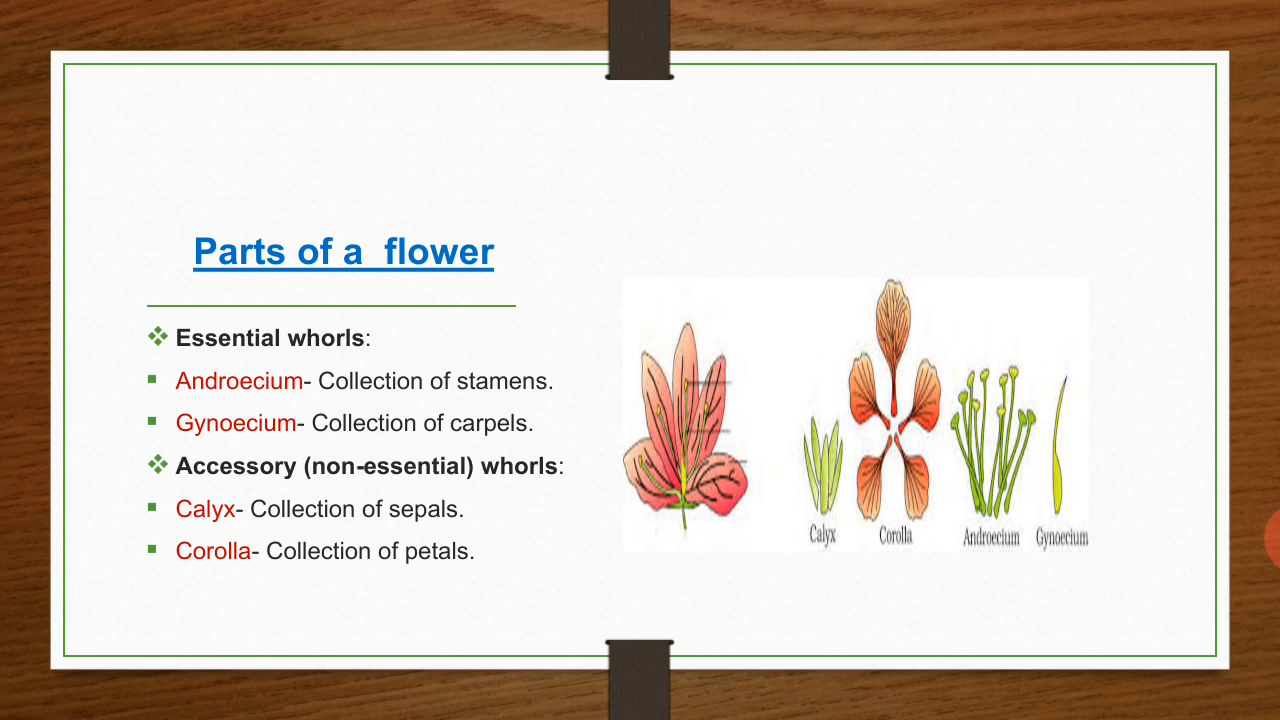 Parts of a  flower
❖ Essential whorls:
▪ Androecium- Collection of stamens.
▪ Gynoecium- Collection of carpels.
❖ Accessory (non-essential) whorls:
▪ Calyx- Collection of sepals.
▪ Corolla- Collection of petals.
Calyx Corolla Androecium Gynoecium